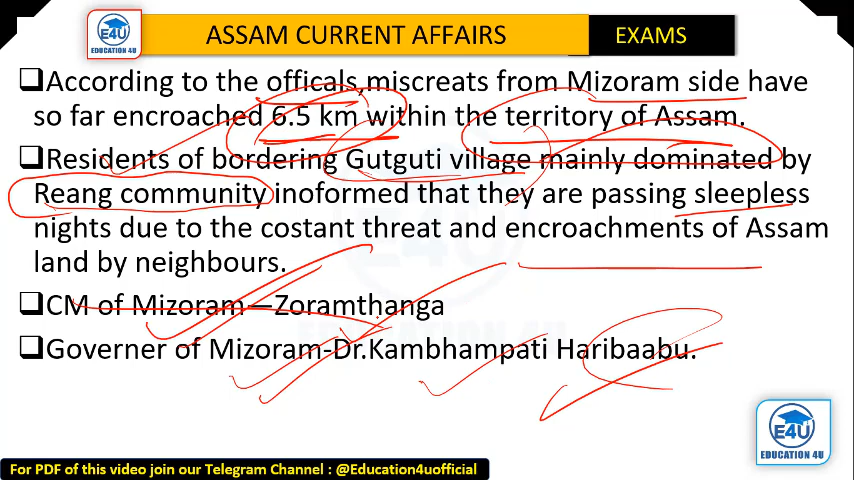 E4U
EDUCATION 4U
ASSAM CURRENT AFFAIRS
EXAMS
According to the officals,miscreats from Mizoram side have
so far encroached 6.5 km within the territory of Assam.
Residents of bordering Gutguti village mainly dominated by
Reang community inoformed that they are passing sleepless
nights due to the costant threat and encroachments of Assam
land by neighbours.
CM of Mizoram—Zoramthanga
Governer of Mizoram-Dr.Kambhampati Haribaabu.
EDUCATION 4U
E4U
EDUCATION 4U
For PDF of this video join our Telegram Channel : @Education4uofficial